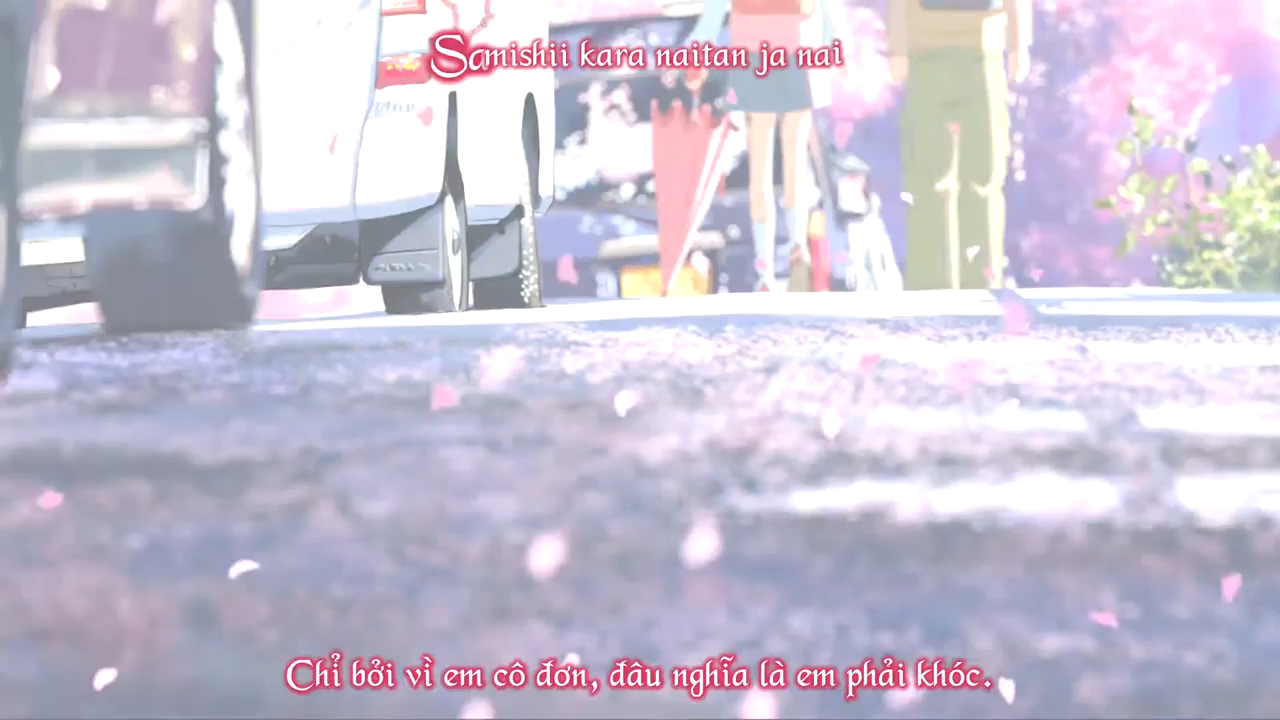 Samishii kara naitan ja nai
Chỉ bởi vì em cô đơn, đâu nghĩa là em phải khóc.